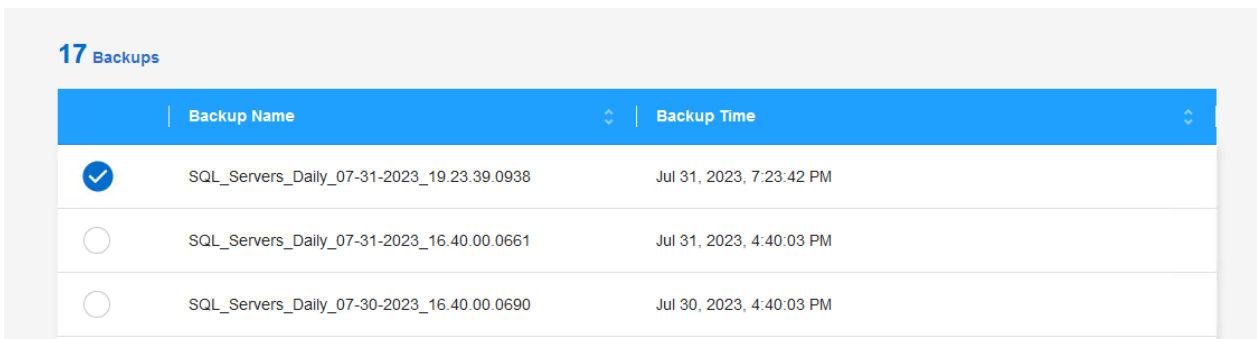 17 Backups
Backup Name Backup Time
SQL_Servers_Daily_07-31-2023_19.23.39.0938 Jul 31, 2023, 7:23:42 PM
SQL_Servers_Daily_07-31-2023_16.40.00.0661 Jul 31, 2023, 4:40:03 PM
SQL_Servers_Daily_07-30-2023_16.40.00.0690 Jul 30, 2023, 4:40:03 PM